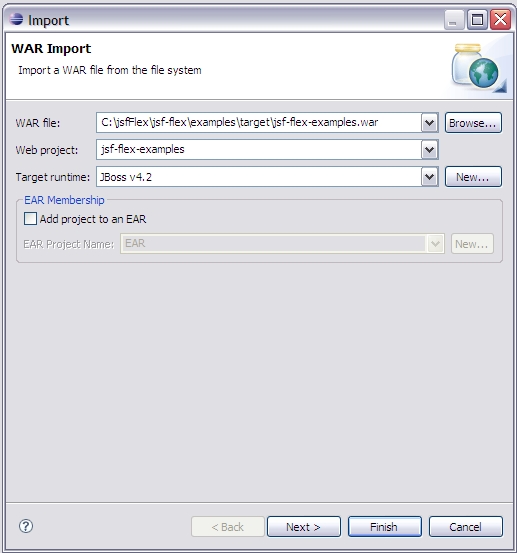 Import
WAR Import
Import a WAR file from the file system
WAR file: C:\jsfFlex\jsf-flex\examples\target\jsf-flex-examples.war Browse...
Web project: jsf-flex-examples
Target runtime: JBoss v4.2 New...
EAR Membership
Add project to an EAR
EAR Project Name: EAR New...
? < Back Next > Finish Cancel